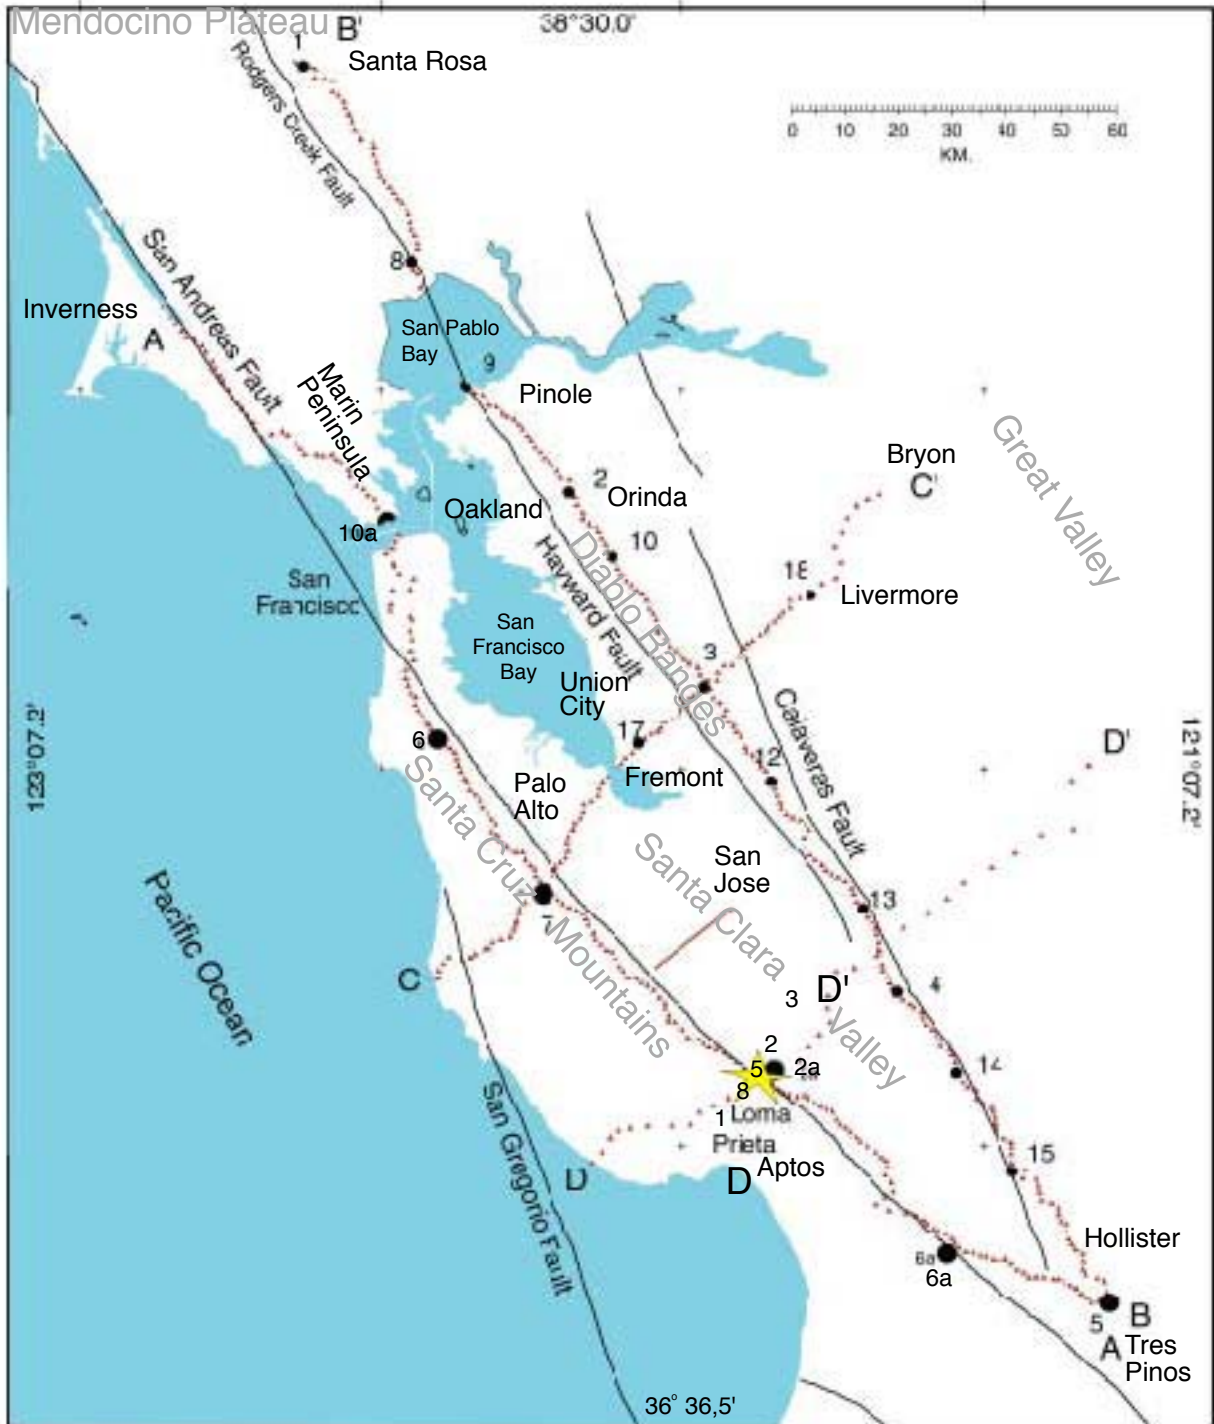 Mendocino Plateau
B'
38°30.0'
1
Santa Rosa
Rodgers Creek Fault
0 10 20 30 40 50 60
KM.
8
San Andreas Fault
Inverness
A
San Pablo
Bay
9
Pinole
Marin
Peninsula
Great Valley
Bryon
C'
2
Orinda
Oakland
10a
10
Hayward Fault
Diablo Ranges
18
Livermore
San
Francisco
San
Francisco
Bay
3
Union
City
123°07.2'
121°07.2'
6
17
12
Calaveras Fault
D'
Fremont
Palo
Alto
Santa Cruz Mountains
San
Jose
Santa Clara Valley
13
Pacific Ocean
C
4
3
D'
2
5
2a
8
14
1
Loma
Prieta
San Gregorio Fault
D
D
Aptos
15
Hollister
6a
6a
5
B
A
Tres
Pinos
36° 36,5'